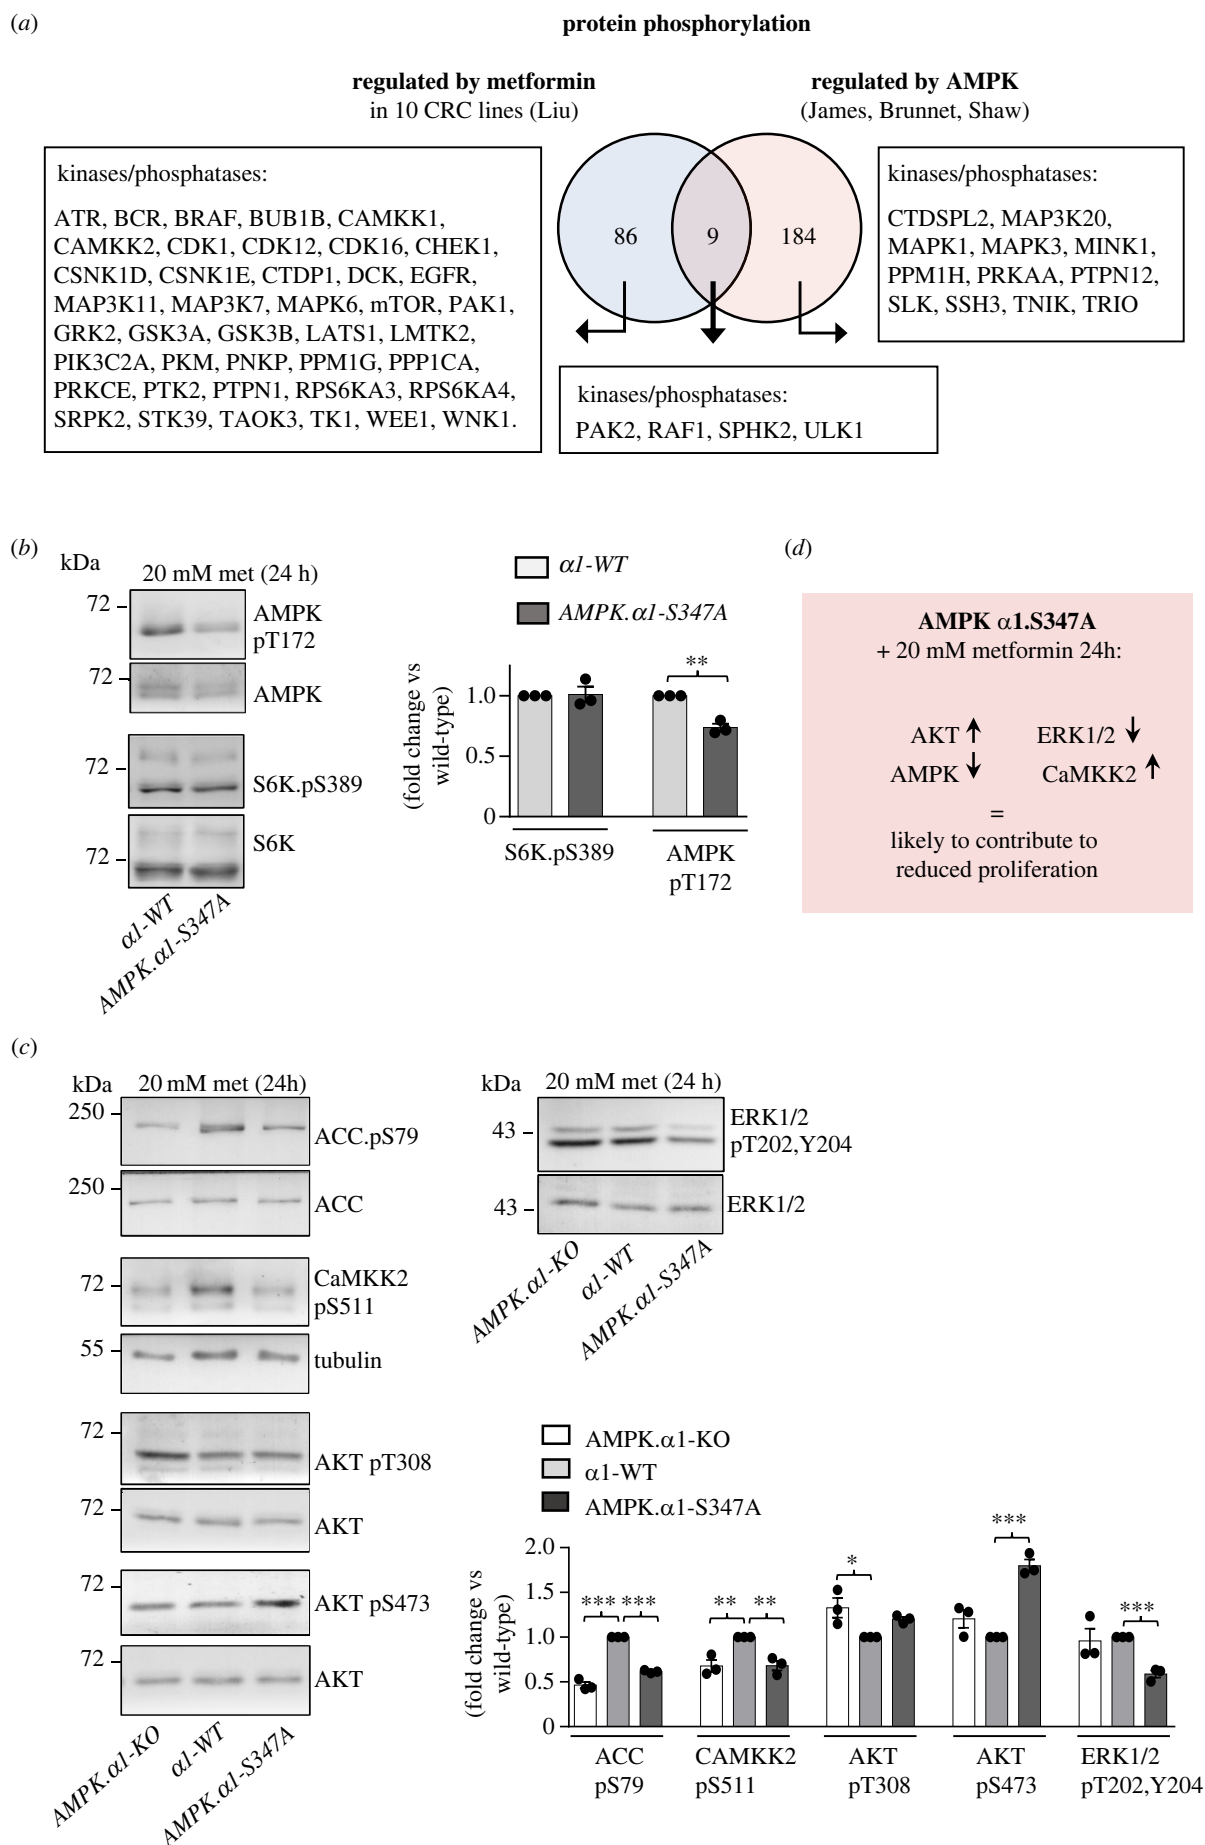 (a)
protein phosphorylation
regulated by metformin
in 10 CRC lines (Liu)
regulated by AMPK
(James, Brunnet, Shaw)
kinases/phosphatases:
ATR, BCR, BRAF, BUB1B, CAMKK1,
CAMKK2, CDK1, CDK12, CDK16, CHEK1,
CSNK1D, CSNK1E, CTDP1, DCK, EGFR,
MAP3K11, MAP3K7, MAPK6, mTOR, PAK1,
GRK2, GSK3A, GSK3B, LATS1, LMTK2,
PIK3C2A, PKM, PNKP, PPM1G, PPP1CA,
PRKCE, PTK2, PTPN1, RPS6KA3, RPS6KA4,
SRPK2, STK39, TAOK3, TK1, WEE1, WNK1.
86
9
184
kinases/phosphatases:
CTDSPL2, MAP3K20,
MAPK1, MAPK3, MINK1,
PPM1H, PRKAA, PTPN12,
SLK, SSH3, TNIK, TRIO
kinases/phosphatases:
PAK2, RAF1, SPHK2, ULK1
(b)
kDa
20 mM met (24 h)
72
AMPK
pT172
72
AMPK
72
S6K.pS389
72
S6K
α1-WT
AMPK.α1-S347A
α1-WT
AMPK.α1-S347A
(fold change vs
wild-type)
1.0
0.5
0
**
S6K.pS389
AMPK
pT172
(d)
AMPK α1.S347A
+ 20 mM metformin 24h:
AKT ↑ ERK1/2 ↓
AMPK ↓ CaMKK2 ↑
=
likely to contribute to
reduced proliferation
(c)
kDa
20 mM met (24h)
250
ACC.pS79
250
ACC
72
CaMKK2
pS511
55
tubulin
72
AKT pT308
72
AKT
72
AKT pS473
72
AKT
AMPK.α1-KO
α1-WT
AMPK.α1-S347A
kDa
20 mM met (24 h)
43
ERK1/2
pT202,Y204
43
ERK1/2
AMPK.α1-KO
α1-WT
AMPK.α1-S347A
AMPK.α1-KO
α1-WT
AMPK.α1-S347A
(fold change vs
wild-type)
2.0
1.5
1.0
0.5
0
*** ***
** **
*
***
***
ACC
pS79
CAMKK2
pS511
AKT
pT308
AKT
pS473
ERK1/2
pT202,Y204